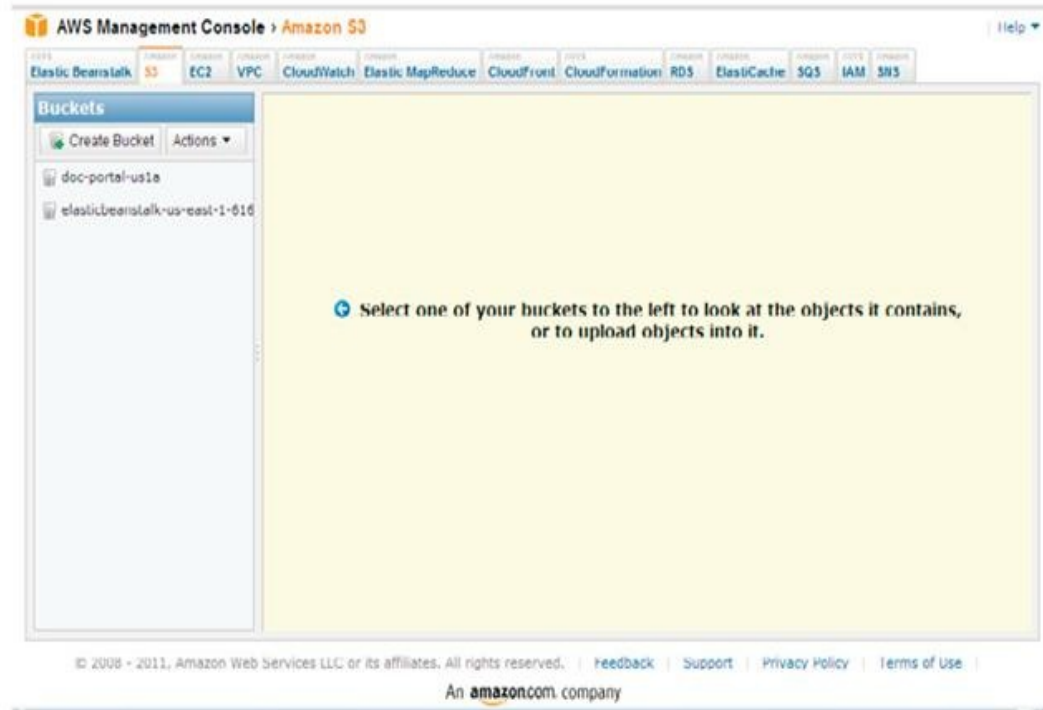 AWS Management Console › Amazon S3
Help
Elastic Beanstalk S3 EC2 VPC CloudWatch Elastic MapReduce CloudFront CloudFormation RDS ElastiCache SQS IAM SNS
Buckets
Create Bucket Actions
doc-portal-us1a
elasticbeanstalk-us-east-1-616
Select one of your buckets to the left to look at the objects it contains,
or to upload objects into it.
© 2008 - 2011, Amazon Web Services LLC or its affiliates. All rights reserved. | Feedback | Support | Privacy Policy | Terms of Use |
An amazon.com company